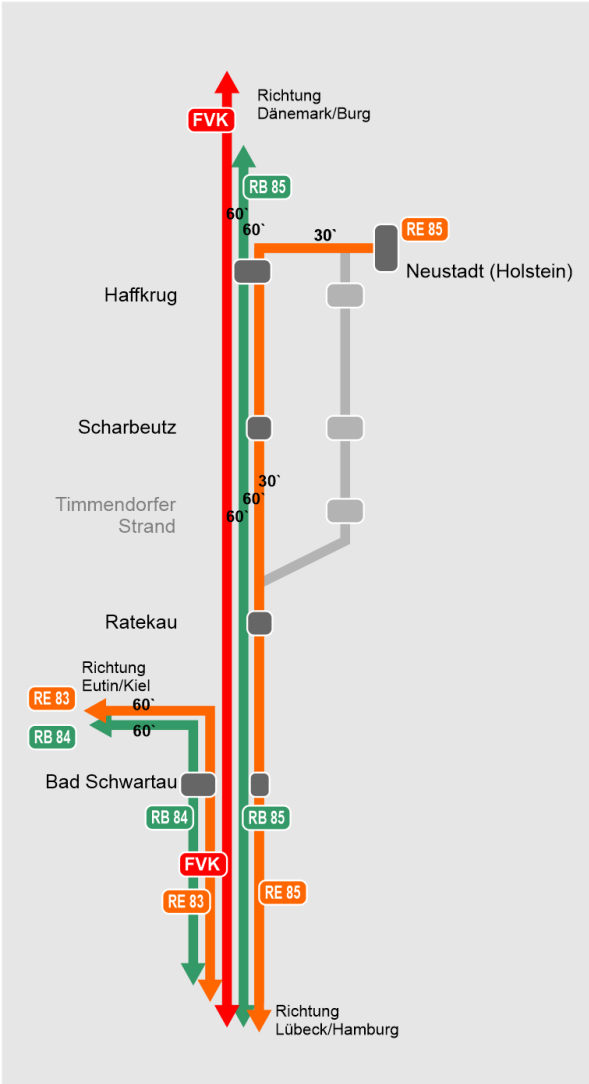 Richtung
Dänemark/Burg
FVK
RB 85
60`
60`
30`
RE 85
Neustadt (Holstein)
Haffkrug
Scharbeutz
30`
60`
60`
Timmendorfer
Strand
Ratekau
Richtung
Eutin/Kiel
RE 83
60`
RB 84
60`
Bad Schwartau
RB 84
RB 85
FVK
RE 83
RE 85
Richtung
Lübeck/Hamburg